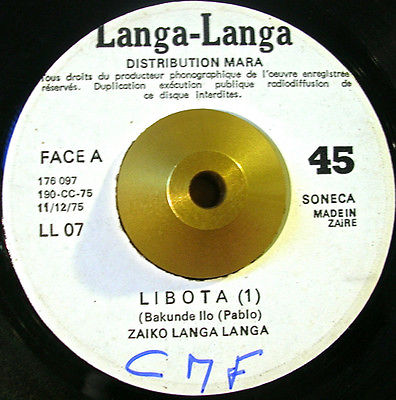 Langa-Langa
DISTRIBUTION MARA
Tous droits du producteur phonographique de l'oeuvre enregistrée
réservés. Duplication exécution publique radiodiffusion de
ce disque interdites.
FACE A
45
176 097
190-CC-75
11/12/75
LL 07
SONECA
MADE IN
ZAÏRE
LIBOTA (1)
(Bakunde Ilo (Pablo)
ZAIKO LANGA LANGA
CMF